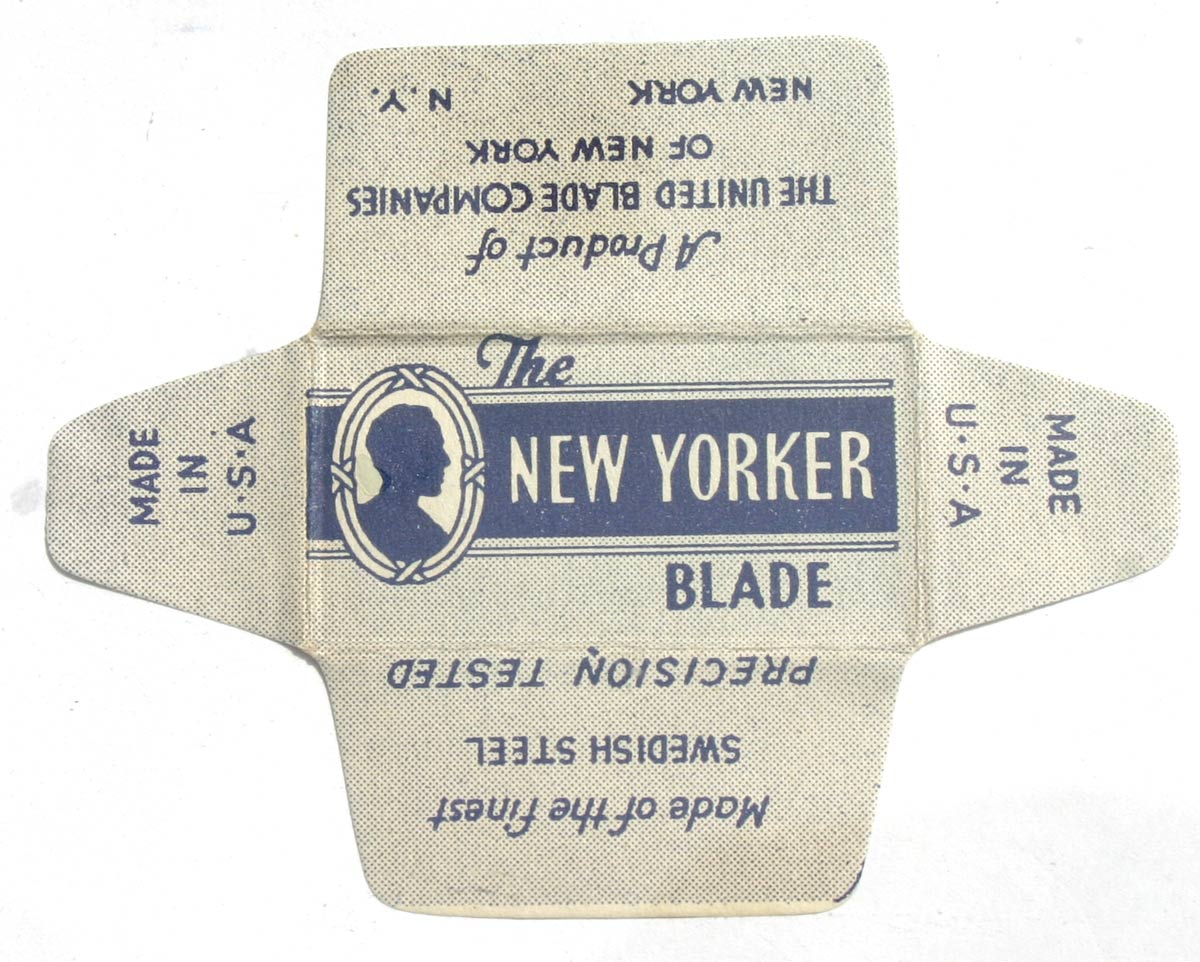 A Product of
THE UNITED BLADE COMPANIES
OF NEW YORK
NEW YORK N.Y.
The
NEW YORKER
BLADE
MADE
IN
U·S·A
MADE
IN
U·S·A
Made of the finest
SWEDISH STEEL
PRECISION TESTED